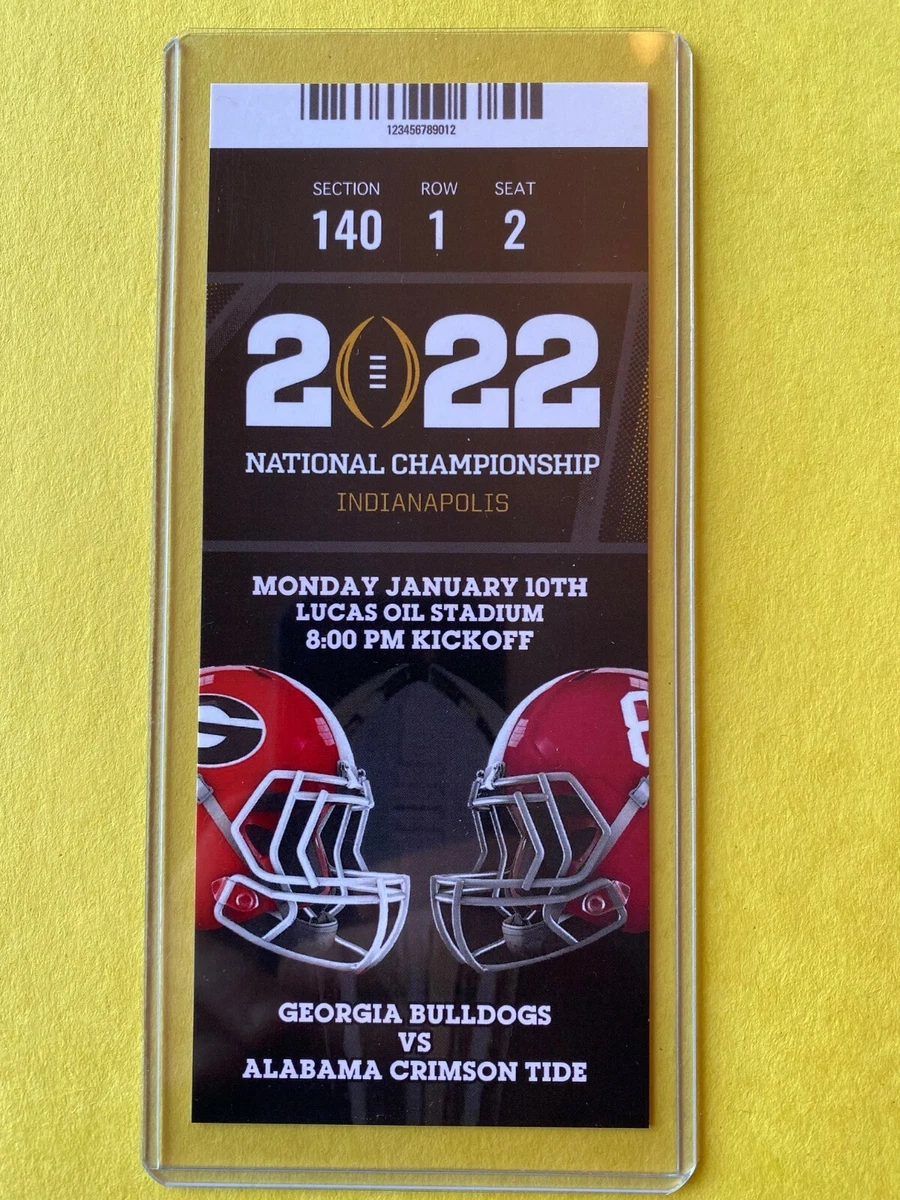 123456789012
SECTION ROW SEAT
140 1 2
2022
NATIONAL CHAMPIONSHIP
INDIANAPOLIS
MONDAY JANUARY 10TH
LUCAS OIL STADIUM
8:00 PM KICKOFF
G 8
GEORGIA BULLDOGS
VS
ALABAMA CRIMSON TIDE